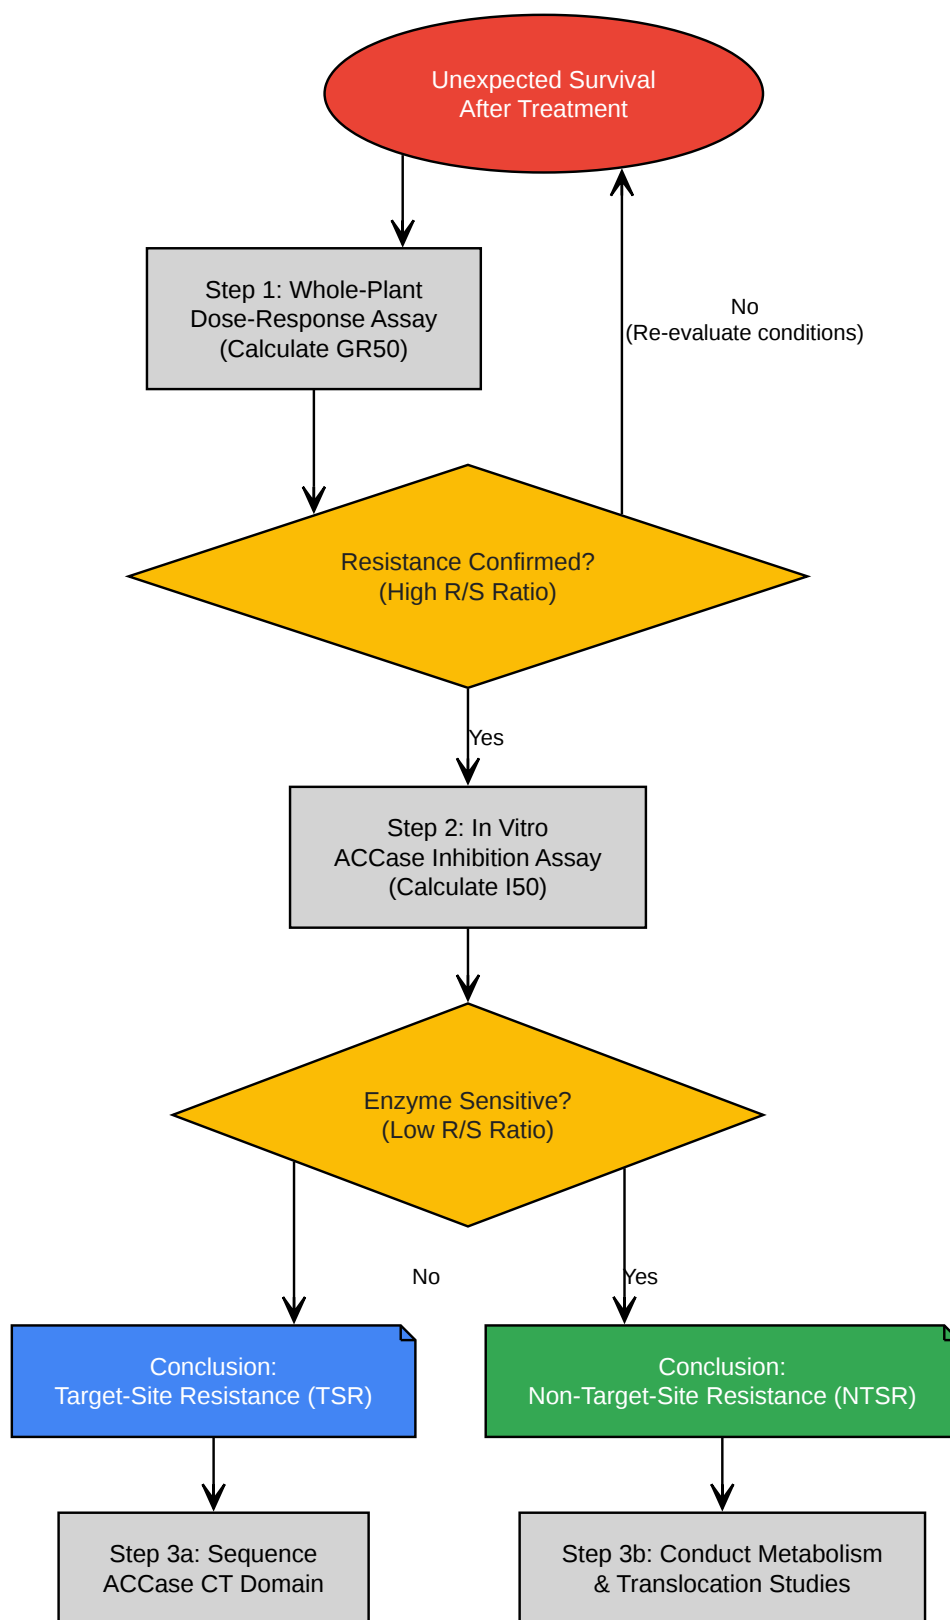 Unexpected Survival
After Treatment
Step 1: Whole-Plant
Dose-Response Assay
(Calculate GR50)
No
(Re-evaluate conditions)
Resistance Confirmed?
(High R/S Ratio)
Yes
Step 2: In Vitro
ACCase Inhibition Assay
(Calculate I50)
Enzyme Sensitive?
(Low R/S Ratio)
No
Yes
Conclusion:
Target-Site Resistance (TSR)
Conclusion:
Non-Target-Site Resistance (NTSR)
Step 3a: Sequence
ACCase CT Domain
Step 3b: Conduct Metabolism
& Translocation Studies